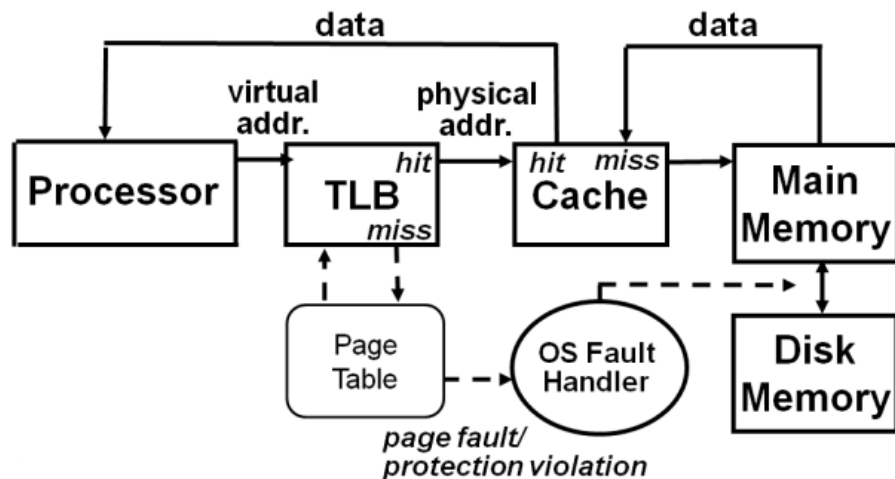 data
data
virtual
addr.
physical
addr.
Processor
TLB
hit
miss
hit
miss
Cache
Main
Memory
Page
Table
OS Fault
Handler
Disk
Memory
page fault/
protection violation